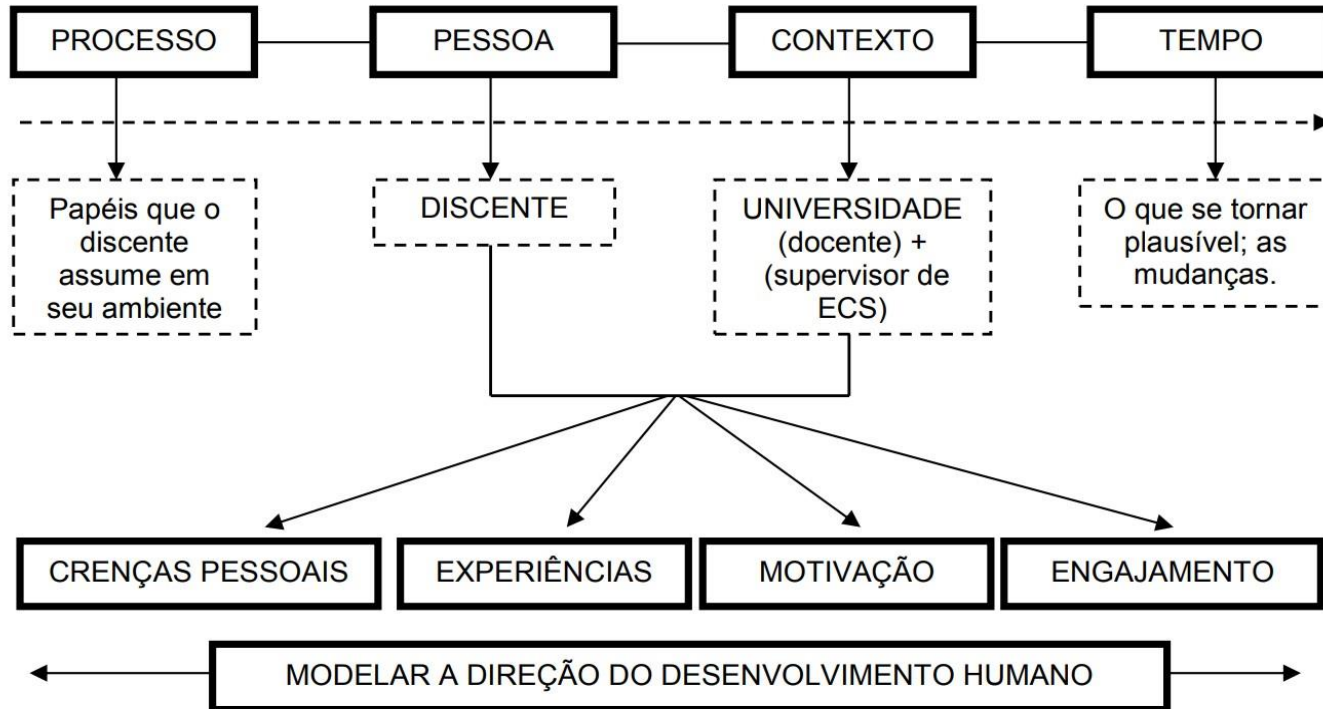 PROCESSO
PESSOA
CONTEXTO
TEMPO
Papéis que o
discente
assume em
seu ambiente
DISCENTE
UNIVERSIDADE
(docente) +
(supervisor de
ECS)
O que se tornar
plausível; as
mudanças.
CRENÇAS PESSOAIS
EXPERIÊNCIAS
MOTIVAÇÃO
ENGAJAMENTO
MODELAR A DIREÇÃO DO DESENVOLVIMENTO HUMANO